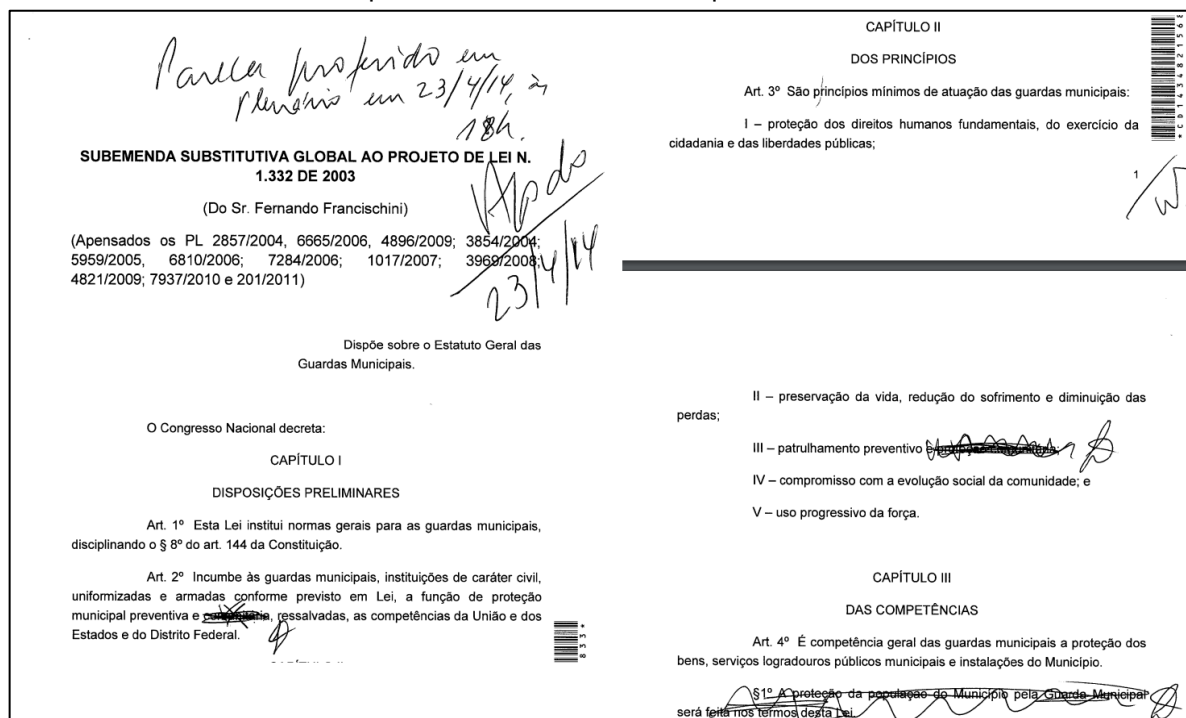 Parecer proferido em
plenário em 23/4/14, às
18h.
SUBEMENDA SUBSTITUTIVA GLOBAL AO PROJETO DE LEI N.
1.332 DE 2003
(Do Sr. Fernando Francischini)
(Apensados os PL 2857/2004, 6665/2006, 4896/2009; 3854/2004;
5959/2005, 6810/2006; 7284/2006; 1017/2007; 3969/2008;
4821/2009; 7937/2010 e 201/2011)
23/4/14
Dispõe sobre o Estatuto Geral das
Guardas Municipais.
O Congresso Nacional decreta:
CAPÍTULO I
DISPOSIÇÕES PRELIMINARES
Art. 1º Esta Lei institui normas gerais para as guardas municipais,
disciplinando o § 8º do art. 144 da Constituição.
Art. 2º Incumbe às guardas municipais, instituições de caráter civil,
uniformizadas e armadas conforme previsto em Lei, a função de proteção
municipal preventiva e comunitária, ressalvadas, as competências da União e dos
Estados e do Distrito Federal.
CAPÍTULO II
DOS PRINCÍPIOS
Art. 3º São princípios mínimos de atuação das guardas municipais:
I – proteção dos direitos humanos fundamentais, do exercício da
cidadania e das liberdades públicas;
1
II – preservação da vida, redução do sofrimento e diminuição das
perdas;
III – patrulhamento preventivo
IV – compromisso com a evolução social da comunidade; e
V – uso progressivo da força.
CAPÍTULO III
DAS COMPETÊNCIAS
Art. 4º É competência geral das guardas municipais a proteção dos
bens, serviços logradouros públicos municipais e instalações do Município.
§1º A proteção da população do Município pela Guarda Municipal
será feita nos termos desta Lei